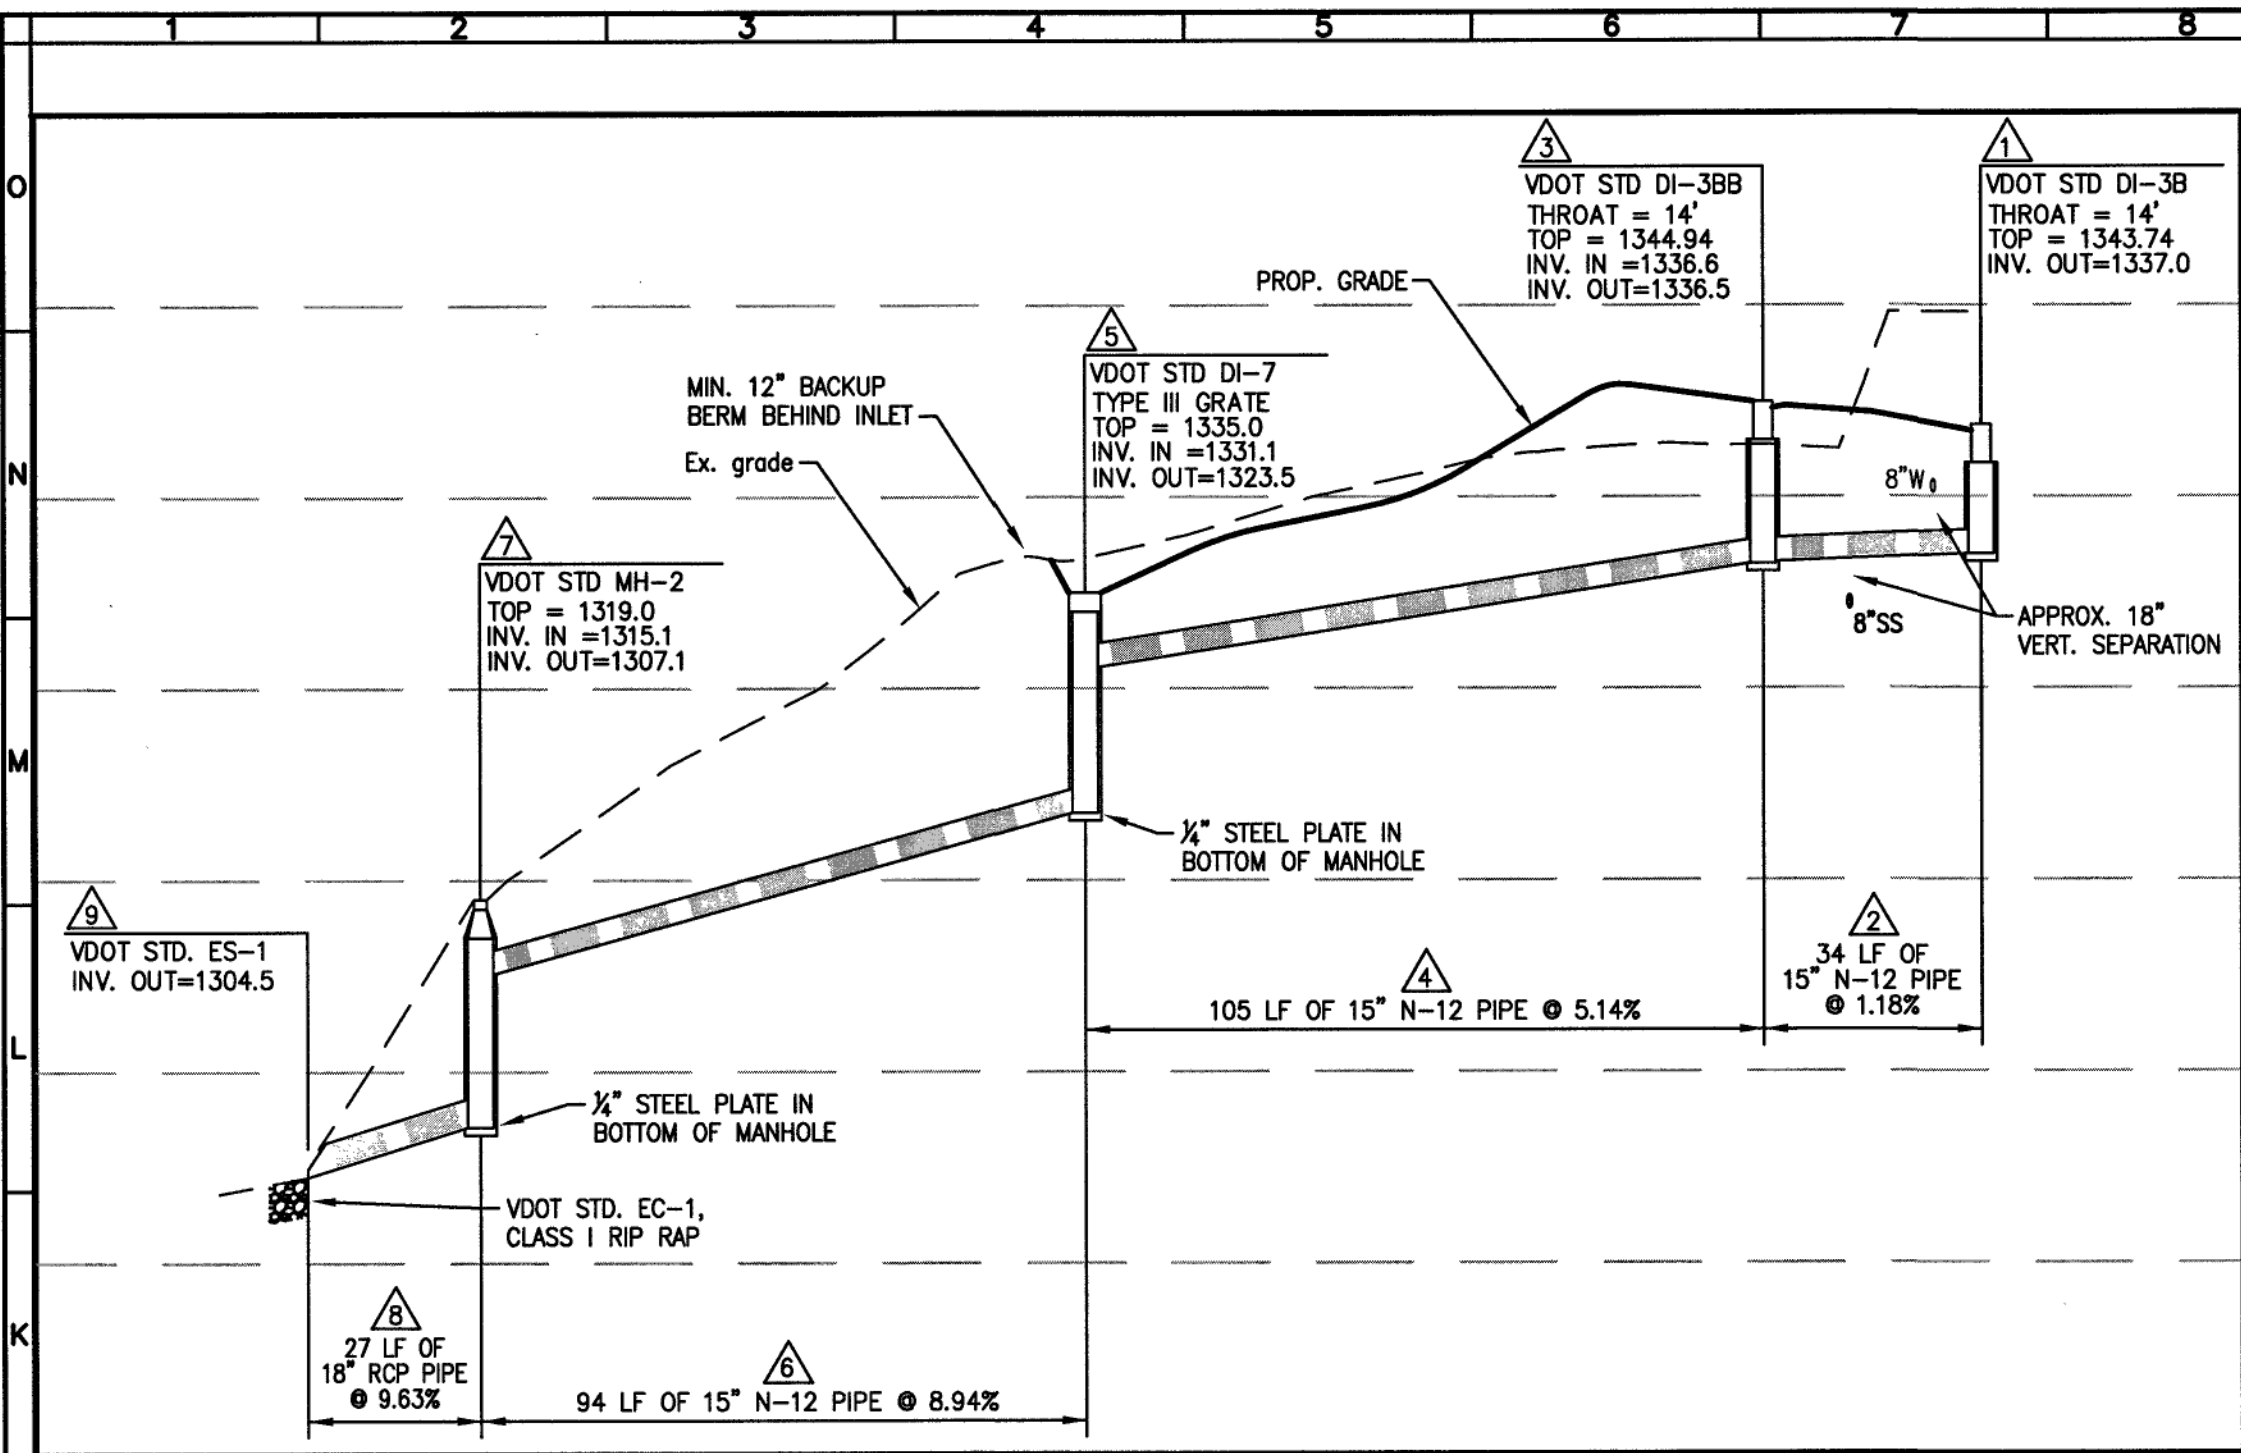 1 2 3 4 5 6 7 8
O
N
M
L
K
3
VDOT STD DI-3BB
THROAT = 14'
TOP = 1344.94
INV. IN =1336.6
INV. OUT=1336.5
1
VDOT STD DI-3B
THROAT = 14'
TOP = 1343.74
INV. OUT=1337.0
PROP. GRADE
5
VDOT STD DI-7
TYPE III GRATE
TOP = 1335.0
INV. IN =1331.1
INV. OUT=1323.5
MIN. 12" BACKUP
BERM BEHIND INLET
Ex. grade
8"W
7
VDOT STD MH-2
TOP = 1319.0
INV. IN =1315.1
INV. OUT=1307.1
8"SS
APPROX. 18"
VERT. SEPARATION
¼" STEEL PLATE IN
BOTTOM OF MANHOLE
9
VDOT STD. ES-1
INV. OUT=1304.5
4
105 LF OF 15" N-12 PIPE @ 5.14%
2
34 LF OF
15" N-12 PIPE
@ 1.18%
¼" STEEL PLATE IN
BOTTOM OF MANHOLE
VDOT STD. EC-1,
CLASS I RIP RAP
8
27 LF OF
18" RCP PIPE
@ 9.63%
6
94 LF OF 15" N-12 PIPE @ 8.94%